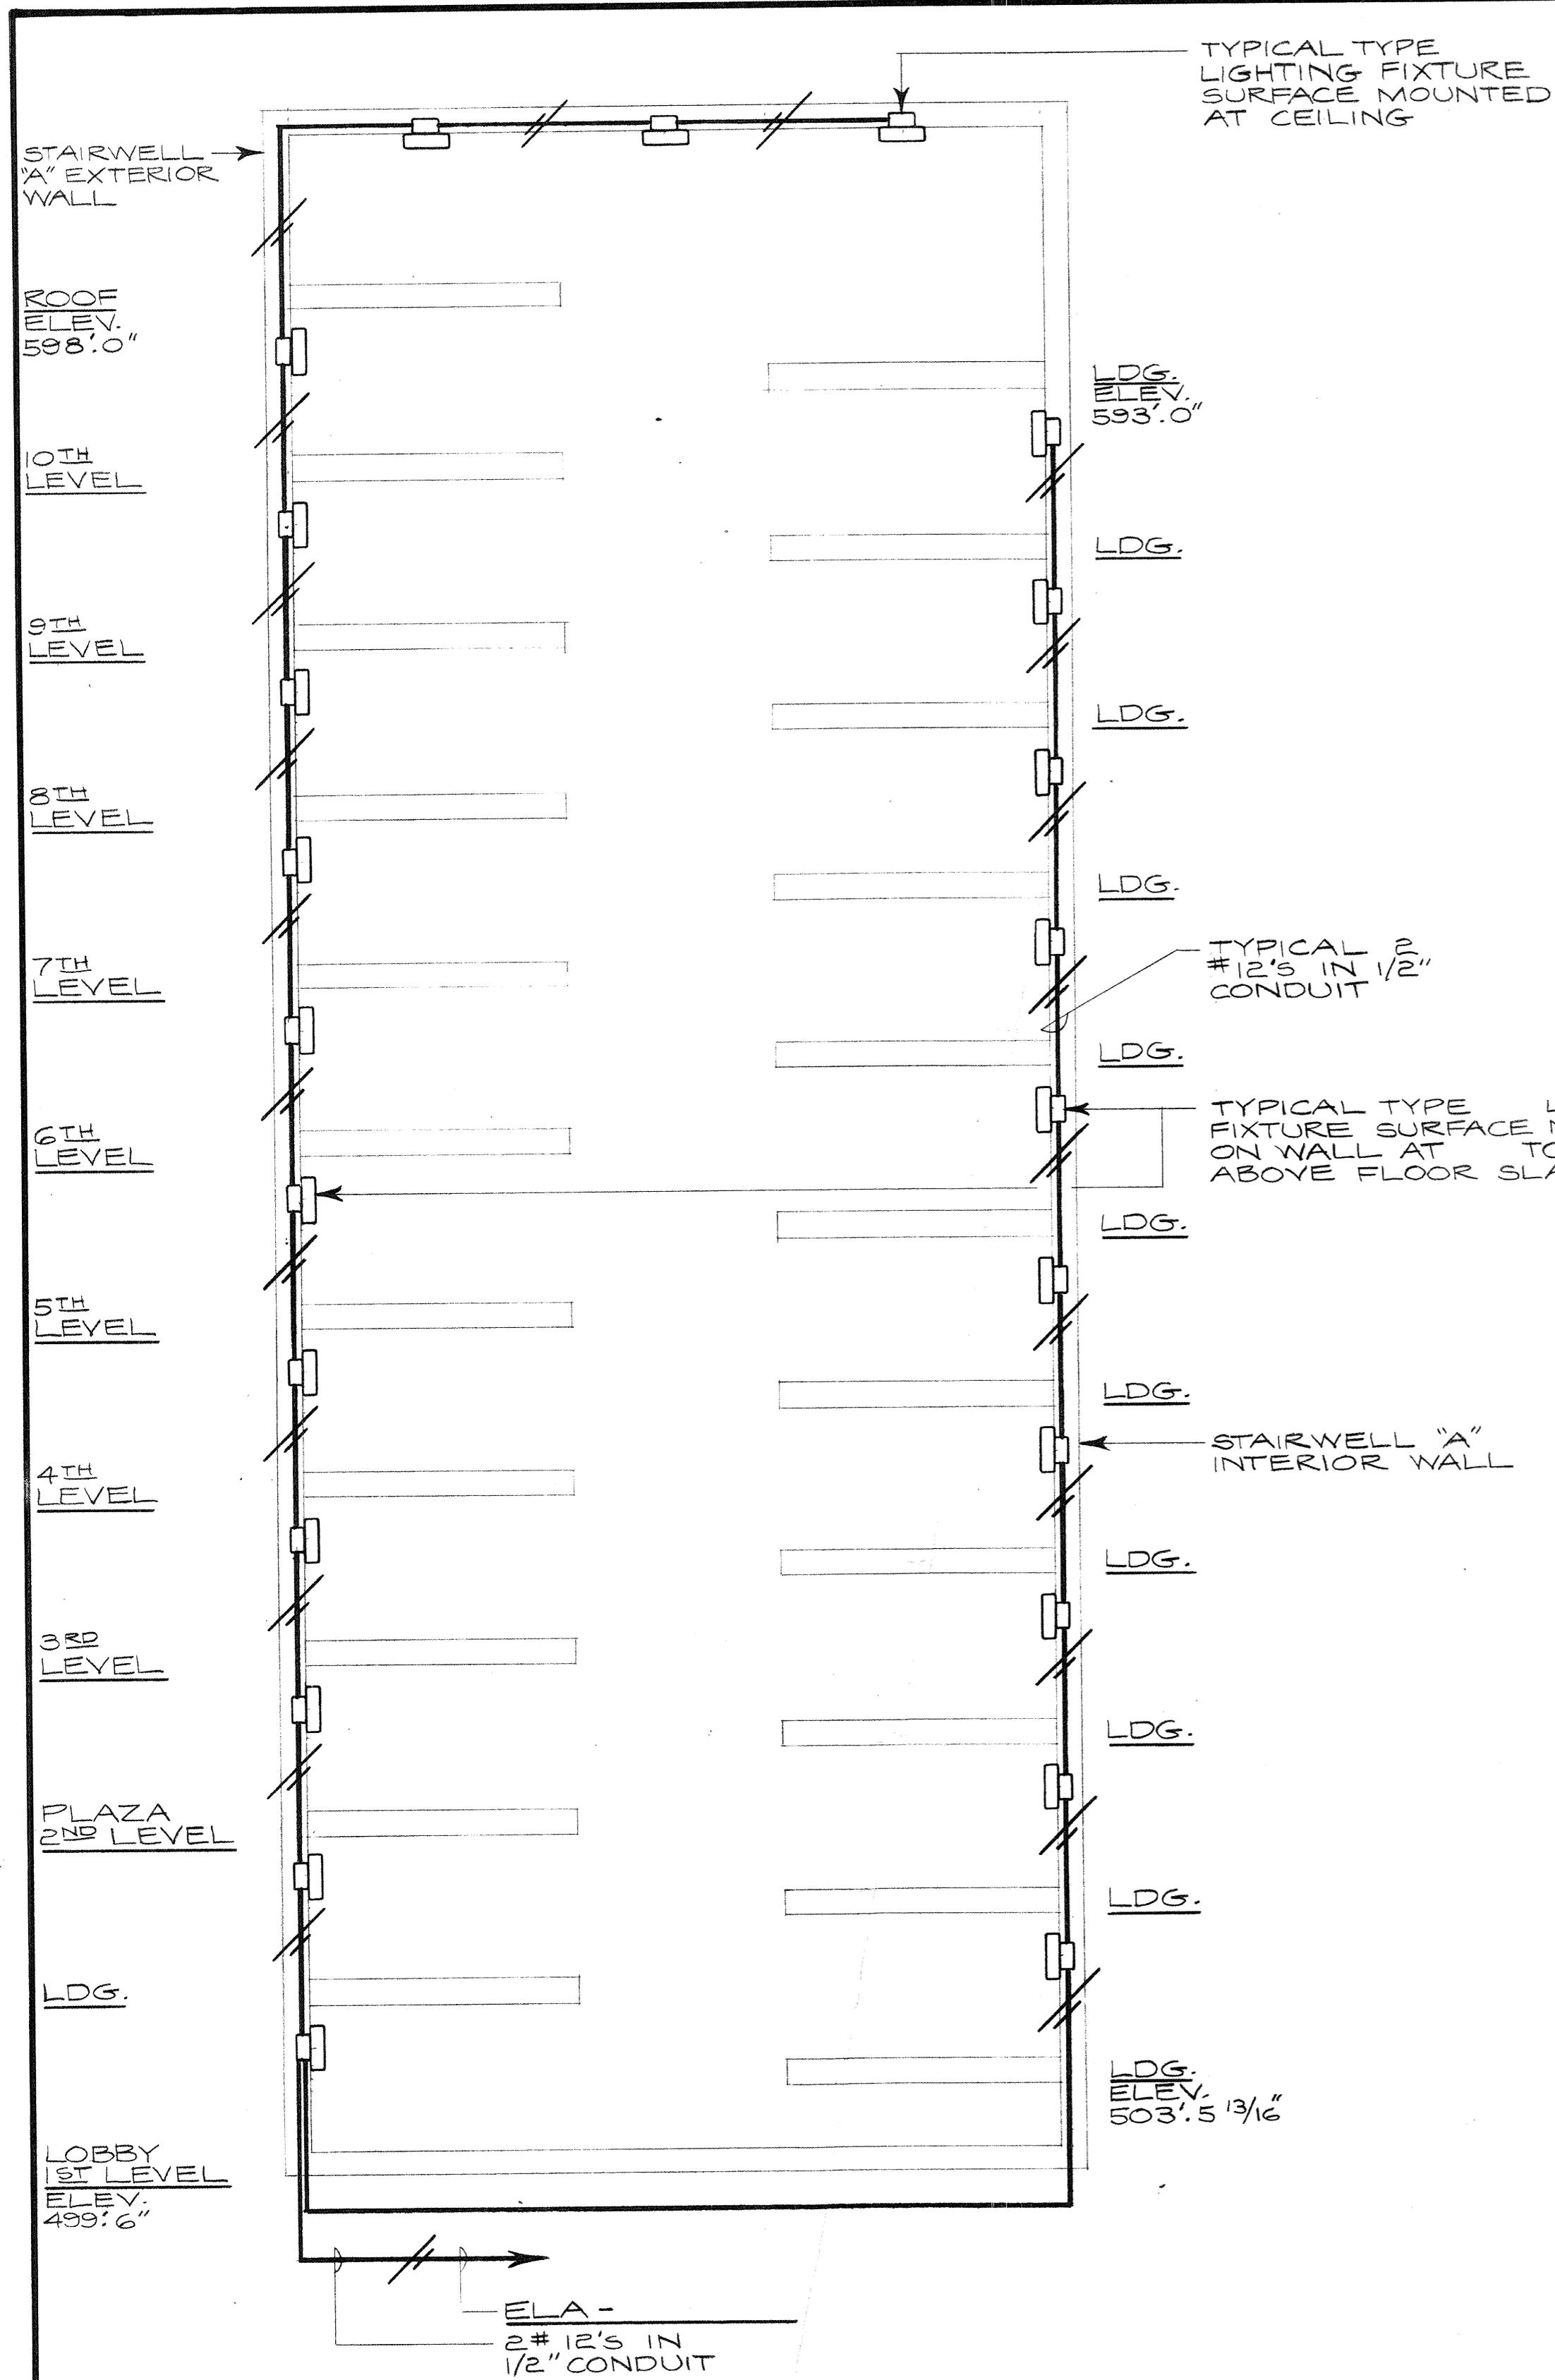 TYPICAL TYPE
LIGHTING FIXTURE
SURFACE MOUNTED
AT CEILING
STAIRWELL
"A" EXTERIOR
WALL
ROOF
ELEV.
598'.0"
LDG.
ELEV.
593'.0"
10TH
LEVEL
LDG.
9TH
LEVEL
LDG.
8TH
LEVEL
LDG.
TYPICAL 2
#12'S IN 1/2"
CONDUIT
7TH
LEVEL
LDG.
TYPICAL TYPE L
FIXTURE SURFACE
ON WALL AT TO
ABOVE FLOOR SLA
6TH
LEVEL
LDG.
5TH
LEVEL
LDG.
STAIRWELL "A"
INTERIOR WALL
4TH
LEVEL
LDG.
3RD
LEVEL
LDG.
PLAZA
2ND LEVEL
LDG.
LDG.
LDG.
ELEV.
503'.5 13/16"
LOBBY
1ST LEVEL
ELEV.
499'.6"
ELA -
2# 12'S IN
1/2" CONDUIT